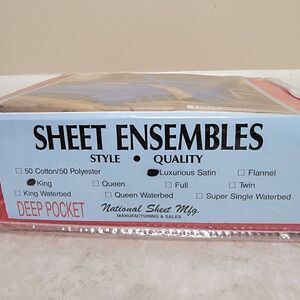 SHEET ENSEMBLES
STYLE • QUALITY
50 Cotton/50 Polyester Luxurious Satin Flannel
King Queen Full Twin
King Waterbed Queen Waterbed Super Single Waterbed
DEEP POCKET National Sheet Mfg.
MANUFACTURING & SALES